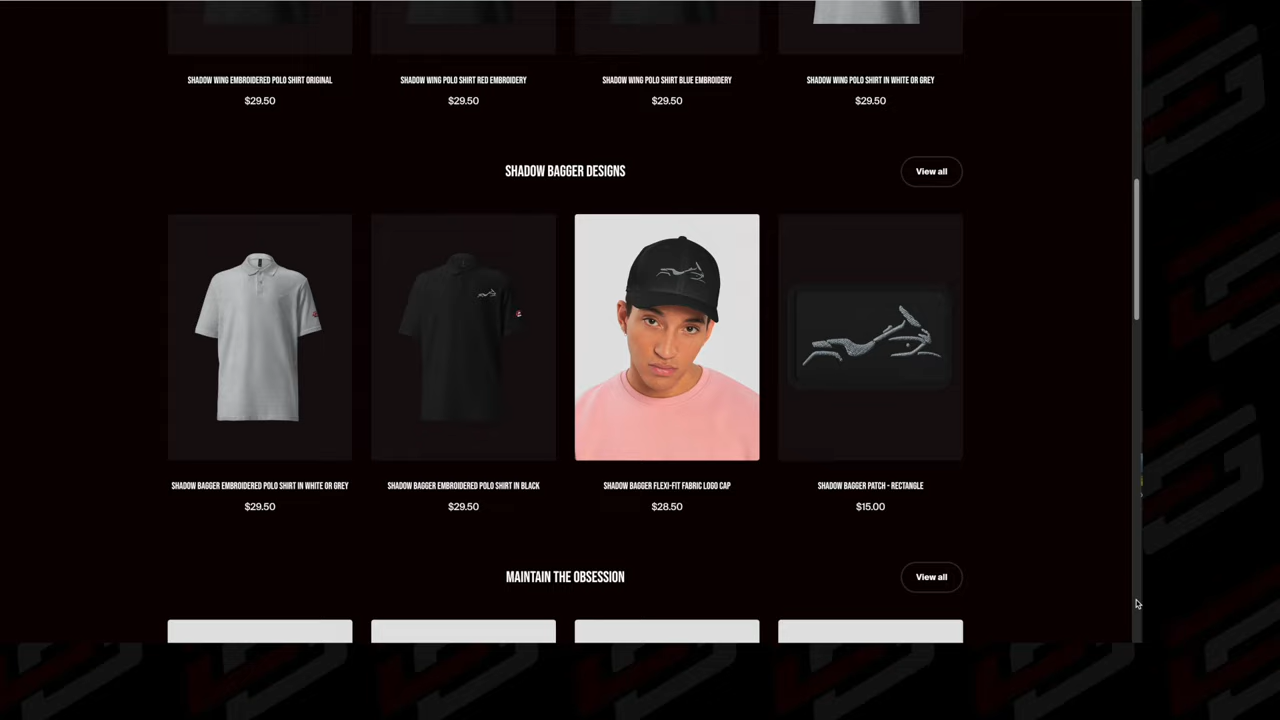 SHADOW WING EMBROIDERED POLO SHIRT ORIGINAL
$29.50
SHADOW WING POLO SHIRT RED EMBROIDERY
$29.50
SHADOW WING POLO SHIRT BLUE EMBROIDERY
$29.50
SHADOW WING POLO SHIRT IN WHITE OR GREY
$29.50
SHADOW BAGGER DESIGNS
View all
SHADOW BAGGER EMBROIDERED POLO SHIRT IN WHITE OR GREY
$29.50
SHADOW BAGGER EMBROIDERED POLO SHIRT IN BLACK
$29.50
SHADOW BAGGER FLEXI-FIT FABRIC LOGO CAP
$28.50
SHADOW BAGGER PATCH - RECTANGLE
$15.00
MAINTAIN THE OBSESSION
View all